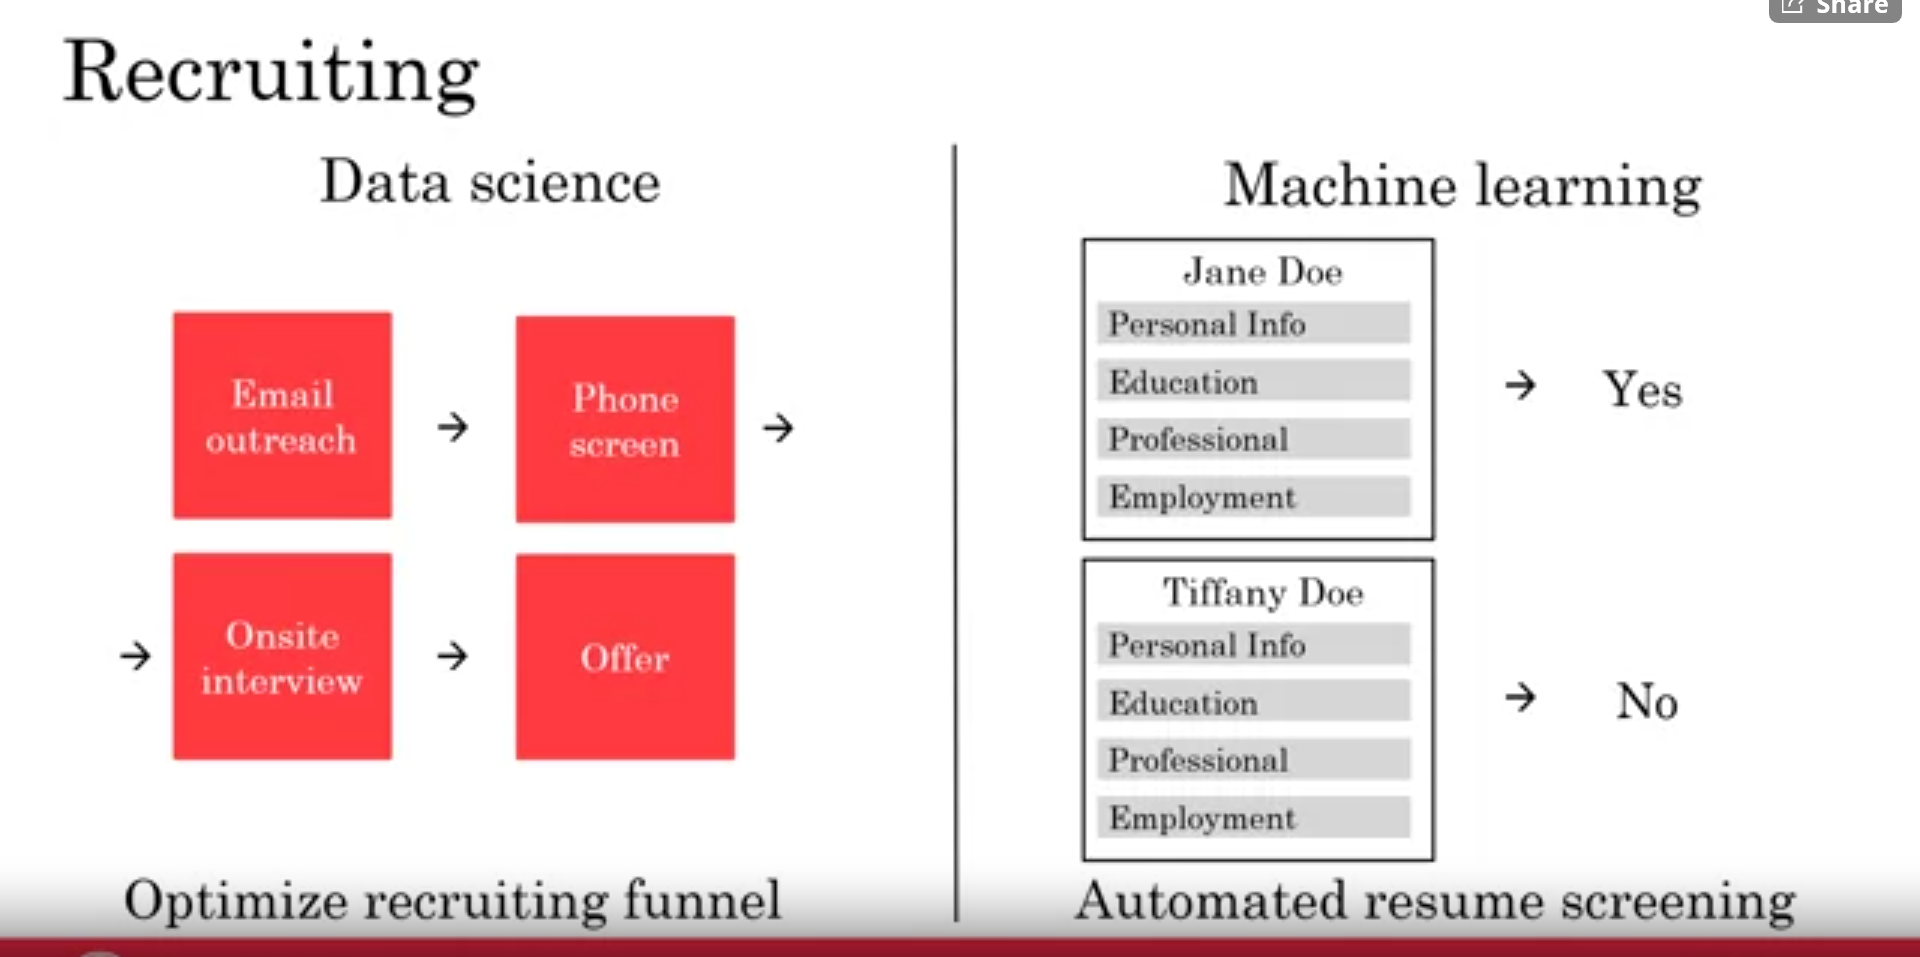 Share
Recruiting
Data science
Email
outreach
→
Phone
screen
→
→
Onsite
interview
→
Offer
Optimize recruiting funnel
Machine learning
Jane Doe
Personal Info
Education
Professional
Employment
→
Yes
Tiffany Doe
Personal Info
Education
Professional
Employment
→
No
Automated resume screening